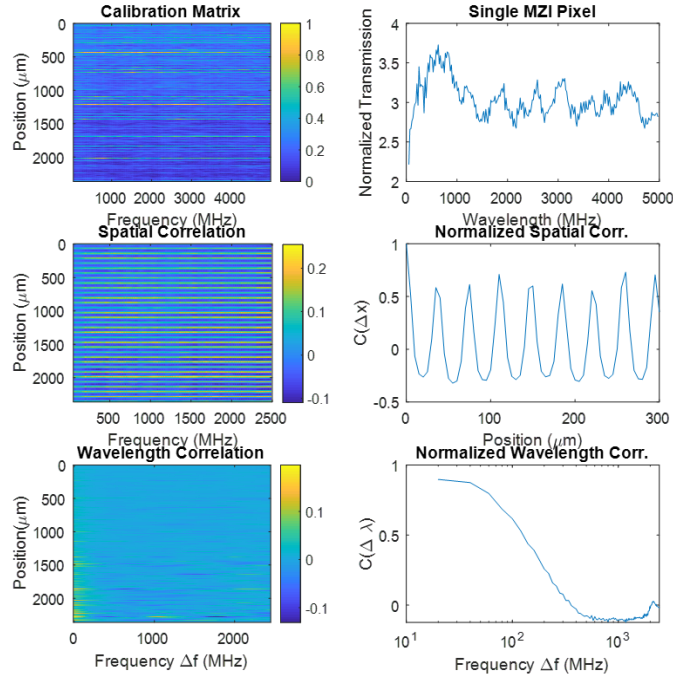 Calibration Matrix
Position(μm)
0
500
1000
1500
2000
1000 2000 3000 4000
Frequency (MHz)
1
0.8
0.6
0.4
0.2
0
Single MZI Pixel
Normalized Transmission
4
3.5
3
2.5
2
0 1000 2000 3000 4000 5000
Wavelength (MHz)
Spatial Correlation
Position (μm)
0
500
1000
1500
2000
500 1000 1500 2000 2500
Frequency (MHz)
0.2
0.1
0
-0.1
Normalized Spatial Corr.
C(Δx)
1
0.5
0
-0.5
0 100 200 300
Position (μm)
Wavelength Correlation
Position(μm)
0
500
1000
1500
2000
0 1000 2000
Frequency Δf (MHz)
0.1
0
-0.1
Normalized Wavelength Corr.
C(Δ λ)
1
0.5
0
10¹ 10² 10³
Frequency Δf (MHz)